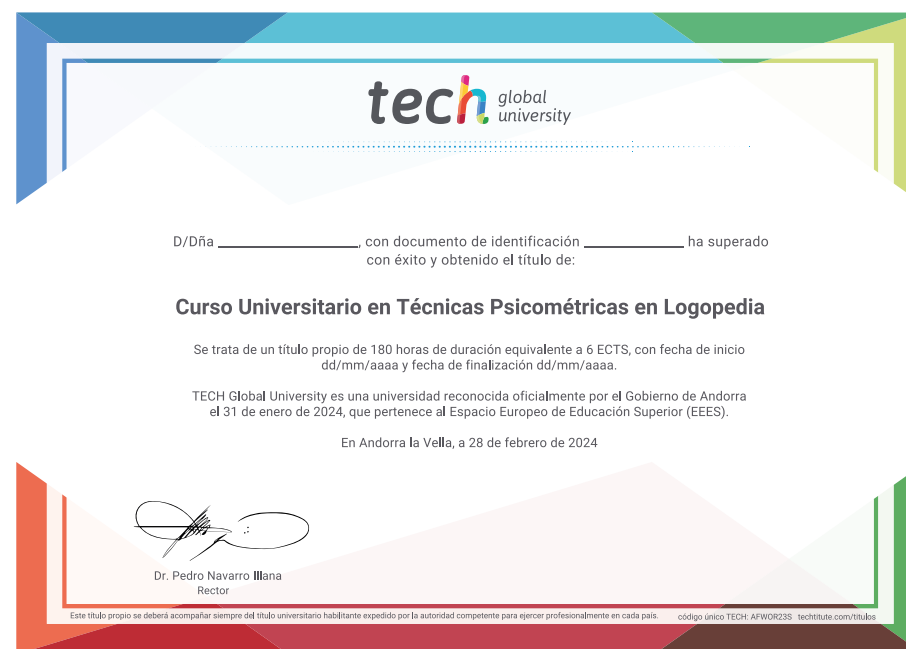 tech global university
D/Dña ____________________, con documento de identificación ______________ ha superado
con éxito y obtenido el título de:
Curso Universitario en Técnicas Psicométricas en Logopedia
Se trata de un título propio de 180 horas de duración equivalente a 6 ECTS, con fecha de inicio
dd/mm/aaaa y fecha de finalización dd/mm/aaaa.
TECH Global University es una universidad reconocida oficialmente por el Gobierno de Andorra
el 31 de enero de 2024, que pertenece al Espacio Europeo de Educación Superior (EEES).
En Andorra la Vella, a 28 de febrero de 2024
Dr. Pedro Navarro Illana
Rector
Este título propio se deberá acompañar siempre del título universitario habilitante expedido por la autoridad competente para ejercer profesionalmente en cada país. código único TECH: AFWOR23S techtitute.com/titulos